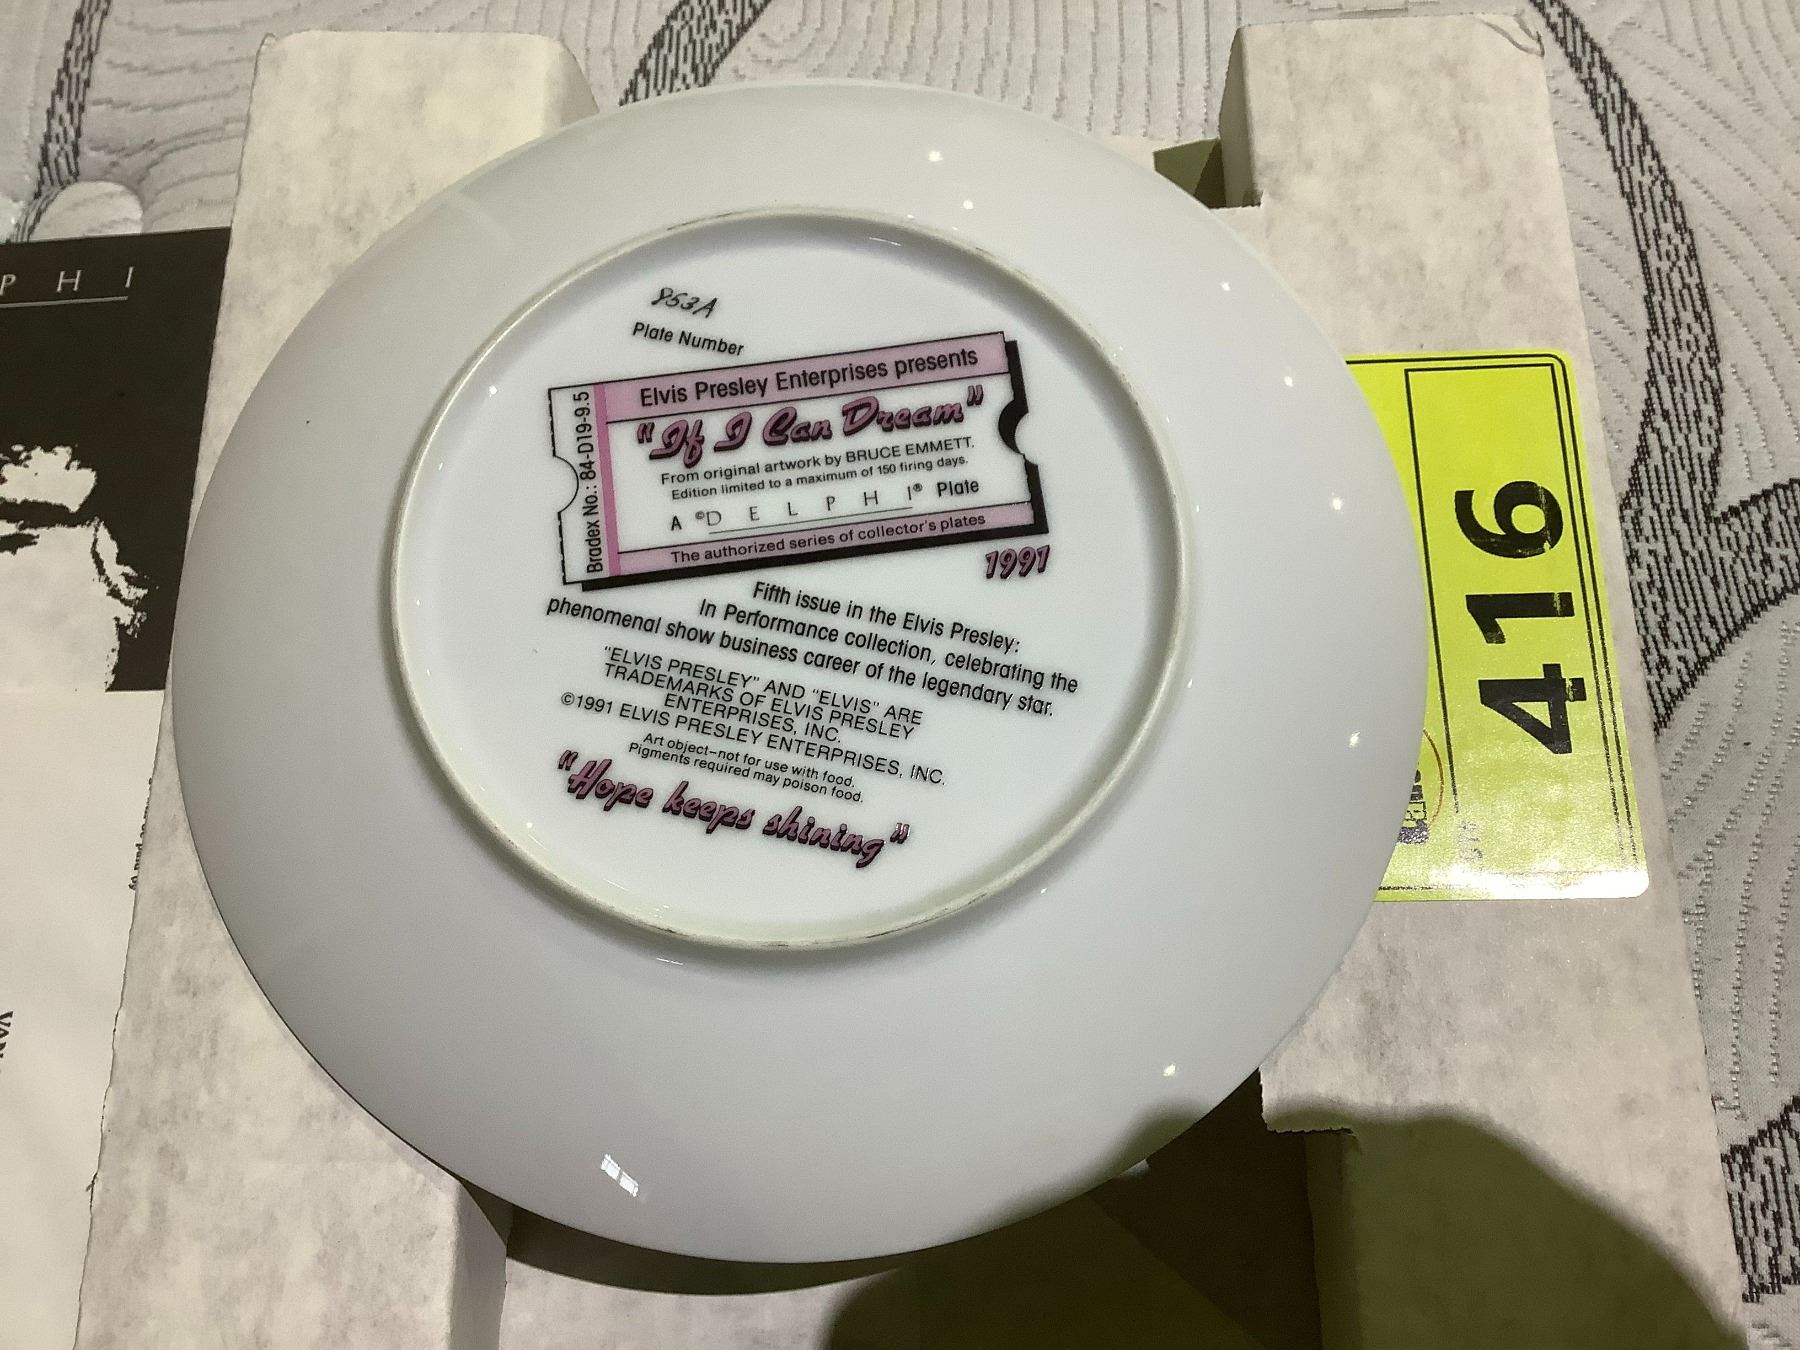 P H I
853A
Plate Number
Elvis Presley Enterprises presents
"If I Can Dream"
From original artwork by BRUCE EMMETT.
Edition limited to a maximum of 150 firing days.
A ©DELPHI® Plate
The authorized series of collector's plates
Bradex No.: 84-D19-9.5
1991
Fifth issue in the Elvis Presley:
In Performance collection, celebrating the
phenomenal show business career of the legendary star.
"ELVIS PRESLEY" AND "ELVIS" ARE
TRADEMARKS OF ELVIS PRESLEY
ENTERPRISES, INC.
©1991 ELVIS PRESLEY ENTERPRISES, INC.
Art object–not for use with food.
Pigments required may poison food.
"Hope keeps shining"
416